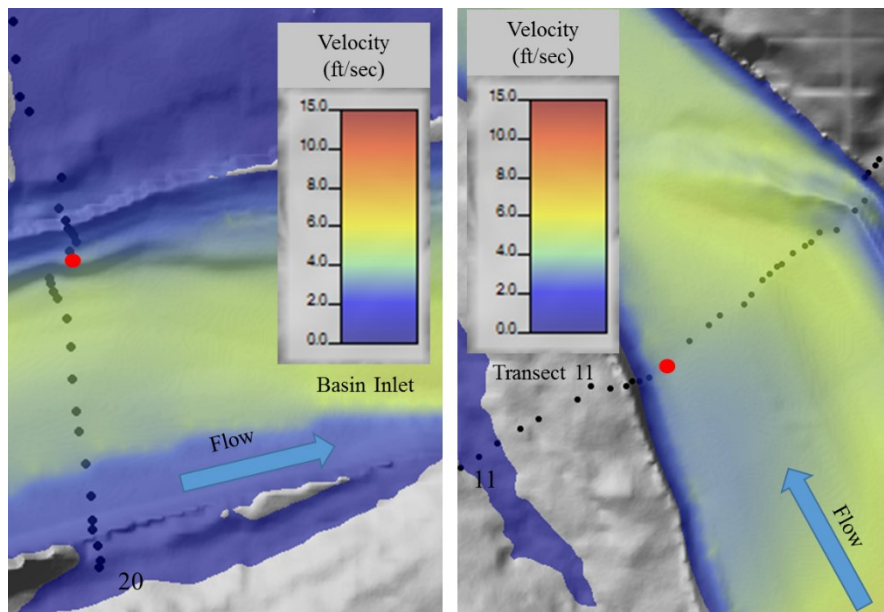 Velocity
(ft/sec)
15.0
10.0
8.0
6.0
4.0
2.0
0.0
Basin Inlet
Flow
20
Velocity
(ft/sec)
15.0
10.0
8.0
6.0
4.0
2.0
0.0
Transect 11
11
Flow